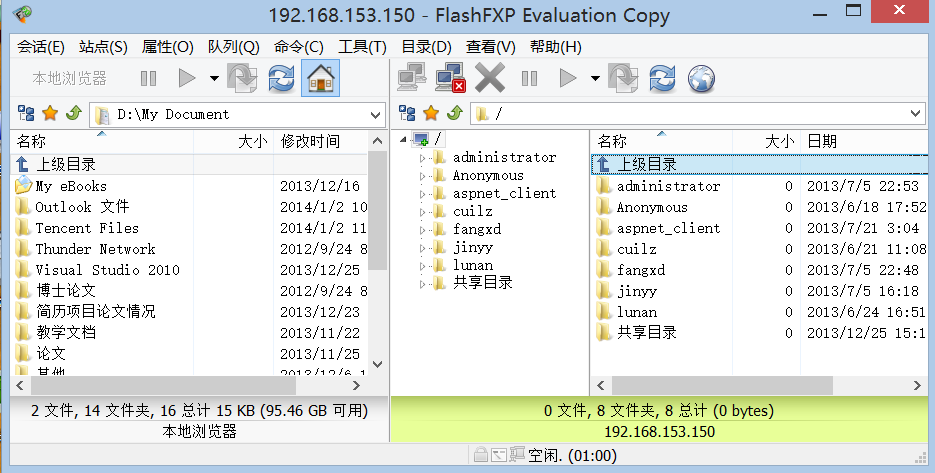 192.168.153.150 - FlashFXP Evaluation Copy
会话(E) 站点(S) 属性(O) 队列(Q) 命令(C) 工具(T) 目录(D) 查看(V) 帮助(H)
本地浏览器
D:\My Document
/
名称 大小 修改时间
上级目录
My eBooks 2013/12/16
Outlook 文件 2014/1/2 10
Tencent Files 2014/1/2 11
Thunder Network 2012/9/24 8
Visual Studio 2010 2013/12/25
博士论文 2012/9/24 8
简历项目论文情况 2013/12/23
教学文档 2013/11/22
论文 2013/11/25
其他 2013/12/6 1
/
administrator
Anonymous
aspnet_client
cuilz
fangxd
jinyy
lunan
共享目录
名称 大小 日期
上级目录
administrator 0 2013/7/5 22:53
Anonymous 0 2013/6/18 17:52
aspnet_client 0 2013/7/21 3:04
cuilz 0 2013/6/21 11:08
fangxd 0 2013/7/5 22:48
jinyy 0 2013/7/5 16:18
lunan 0 2013/6/24 16:51
共享目录 0 2013/12/25 15:1
2 文件, 14 文件夹, 16 总计 15 KB (95.46 GB 可用)
本地浏览器
0 文件, 8 文件夹, 8 总计 (0 bytes)
192.168.153.150
空闲. (01:00)